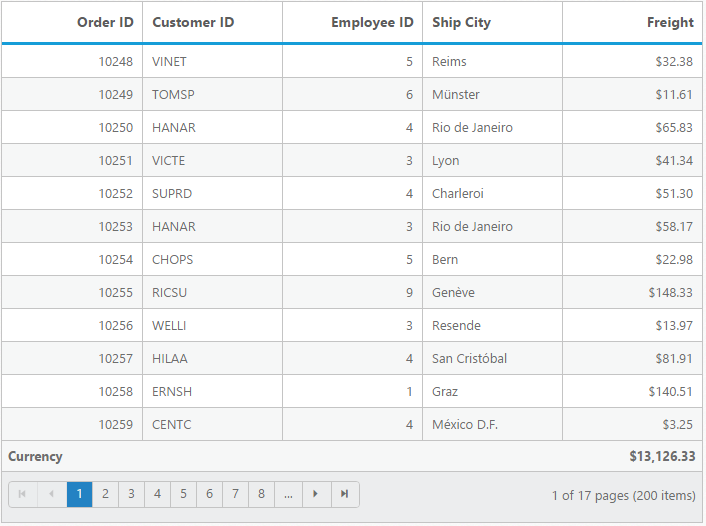 Order ID Customer ID Employee ID Ship City Freight
10248 VINET 5 Reims $32.38
10249 TOMSP 6 Münster $11.61
10250 HANAR 4 Rio de Janeiro $65.83
10251 VICTE 3 Lyon $41.34
10252 SUPRD 4 Charleroi $51.30
10253 HANAR 3 Rio de Janeiro $58.17
10254 CHOPS 5 Bern $22.98
10255 RICSU 9 Genève $148.33
10256 WELLI 3 Resende $13.97
10257 HILAA 4 San Cristóbal $81.91
10258 ERNSH 1 Graz $140.51
10259 CENTC 4 México D.F. $3.25
Currency $13,126.33
1 2 3 4 5 6 7 8 ... 1 of 17 pages (200 items)